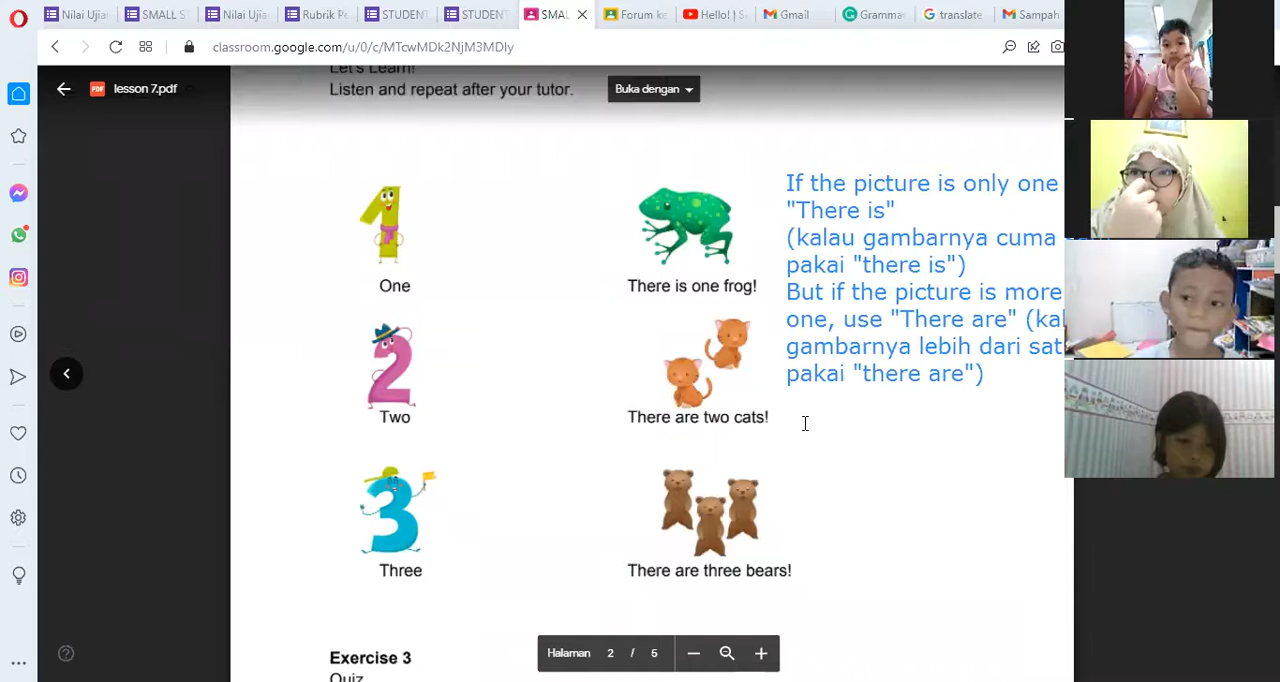 Nilai Ujia
SMALL S
Nilai Ujia
Rubrik Pe
STUDENT
STUDENT
SMAL
Forum ke
Hello! | S
Gmail
Gramma
translate
Sampah
classroom.google.com/u/0/c/MTcwMDk2NjM3MDIy
PDF
lesson 7.pdf
Let's Learn!
Listen and repeat after your tutor.
Buka dengan
One
There is one frog!
Two
There are two cats!
Three
There are three bears!
If the picture is only one
"There is"
(kalau gambarnya cuma
pakai "there is")
But if the picture is more
one, use "There are" (kal
gambarnya lebih dari sat
pakai "there are")
Exercise 3
Quiz
Halaman 2 / 5